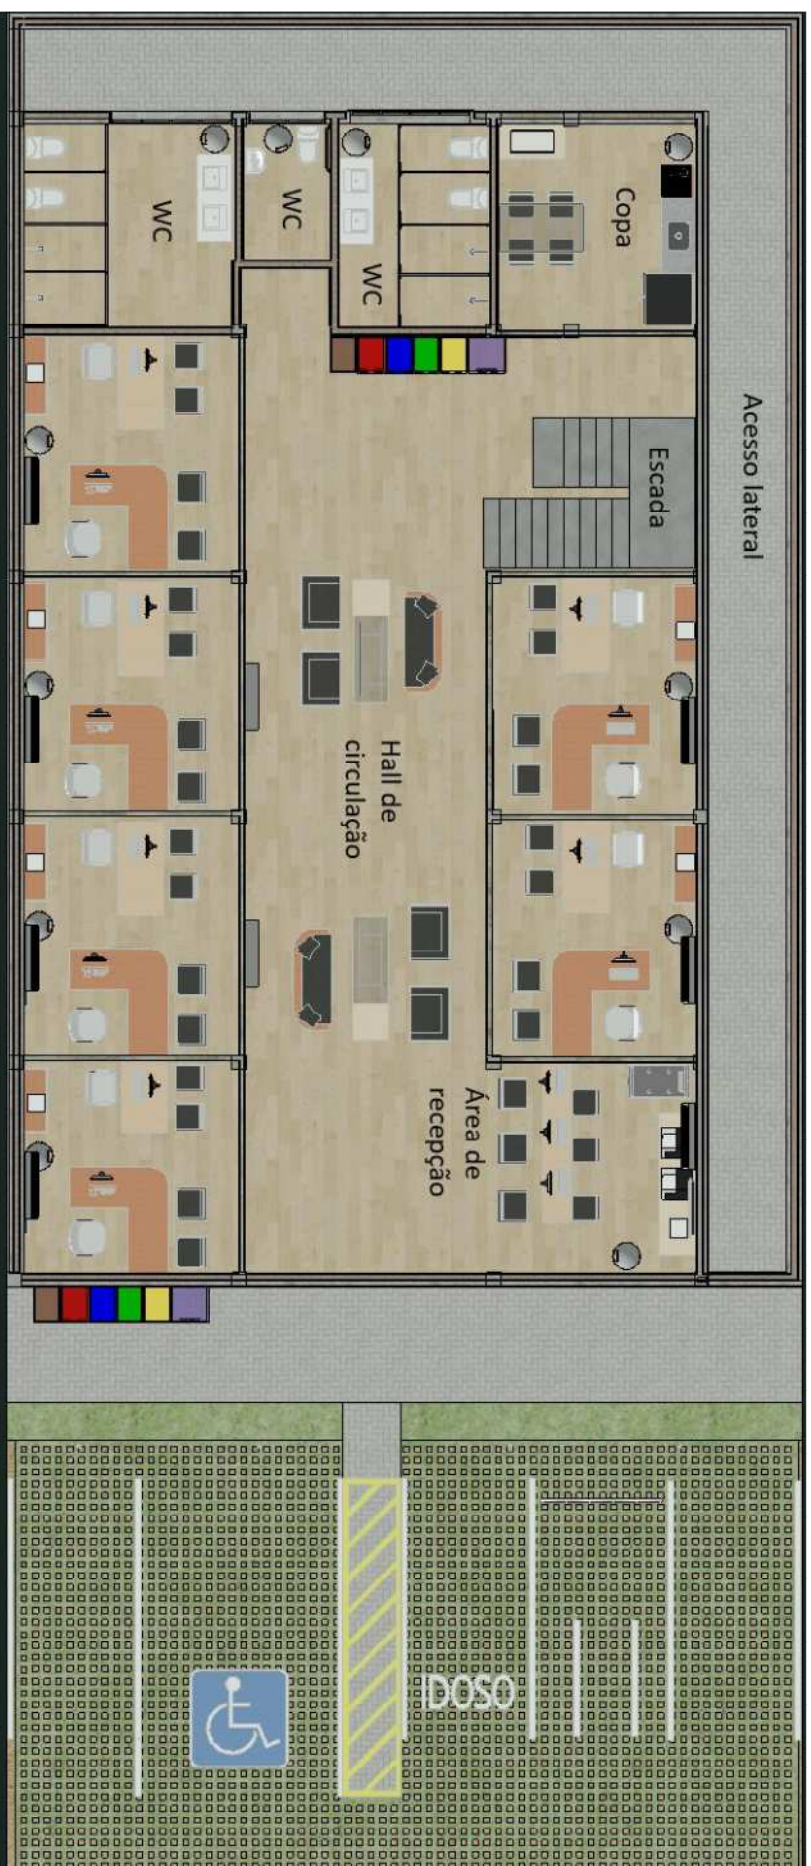 WC
WC
WC
Copa
Escada
Acesso lateral
Hall de
circulação
Área de
recepção
IDOSO